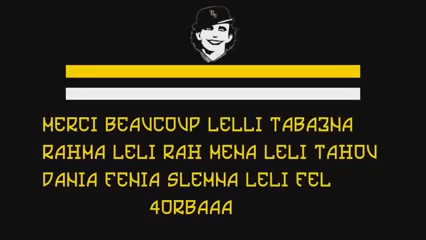 MERCI BEAUCOUP LELLI TABA3NA
RAHMA LELI RAH MENA LELI TAHOU
DANIA FENIA SLEMNA LELI FEL
4ORBAAA